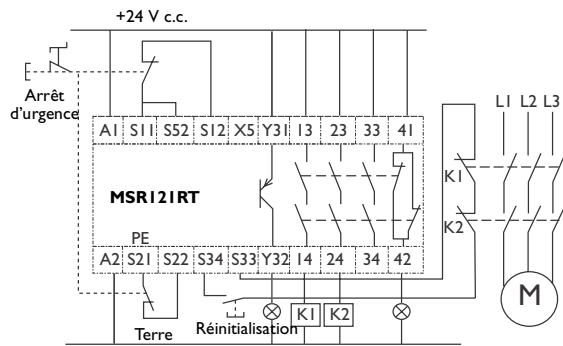 +24 V c.c.
Arrêt
d'urgence
L1 L2 L3
A1 S11 S52 S12 X5 Y31 13 23 33 41
K1
MSR121RT
K2
PE
A2 S21 S22 S34 S33 Y32 14 24 34 42
M
K1 K2
Terre
Réinitialisation